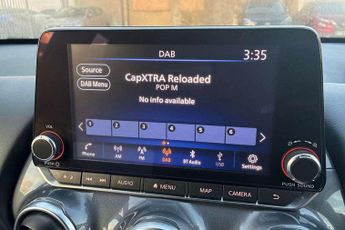 DAB
3:35
Source
CapXTRA Reloaded
POP M
DAB Menu
No info available
1 2 3 4 5 6
Phone AM FM DAB BT Audio USB Settings
VOL
PUSH
AUDIO MENU MAP CAMERA
PUSH SOUND